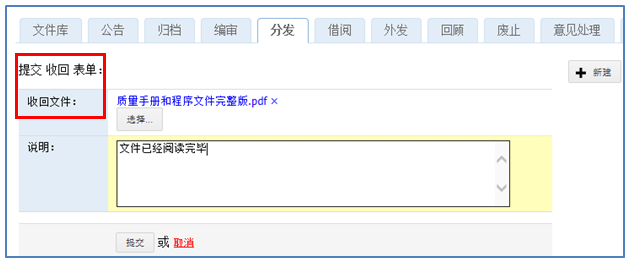 文件库 公告 归档 编审 分发 借阅 外发 回顾 废止 意见处理
提交 收回 表单：
+ 新建
收回文件： 质量手册和程序文件完整版.pdf ×
选择...
说明： 文件已经阅读完毕
提交 或 取消